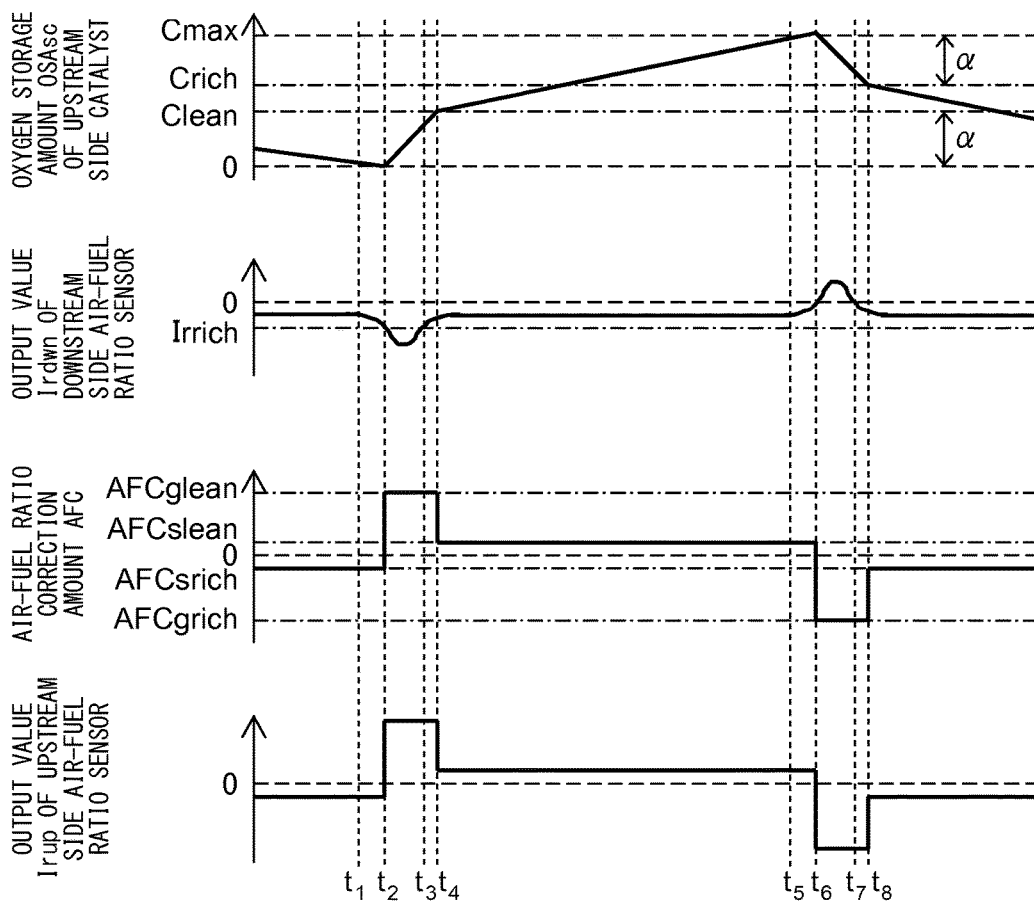 OXYGEN STORAGE
AMOUNT OSAsc
OF UPSTREAM
SIDE CATALYST
Cmax
Crich
Clean
0
α
α
OUTPUT VALUE
Irdwn OF
DOWNSTREAM
SIDE AIR-FUEL
RATIO SENSOR
0
Irrich
AIR-FUEL RATIO
CORRECTION
AMOUNT AFC
AFCglean
AFCslean
0
AFCsrich
AFCgrich
OUTPUT VALUE
Irup OF UPSTREAM
SIDE AIR-FUEL
RATIO SENSOR
0
t1 t2 t3 t4 t5 t6 t7 t8